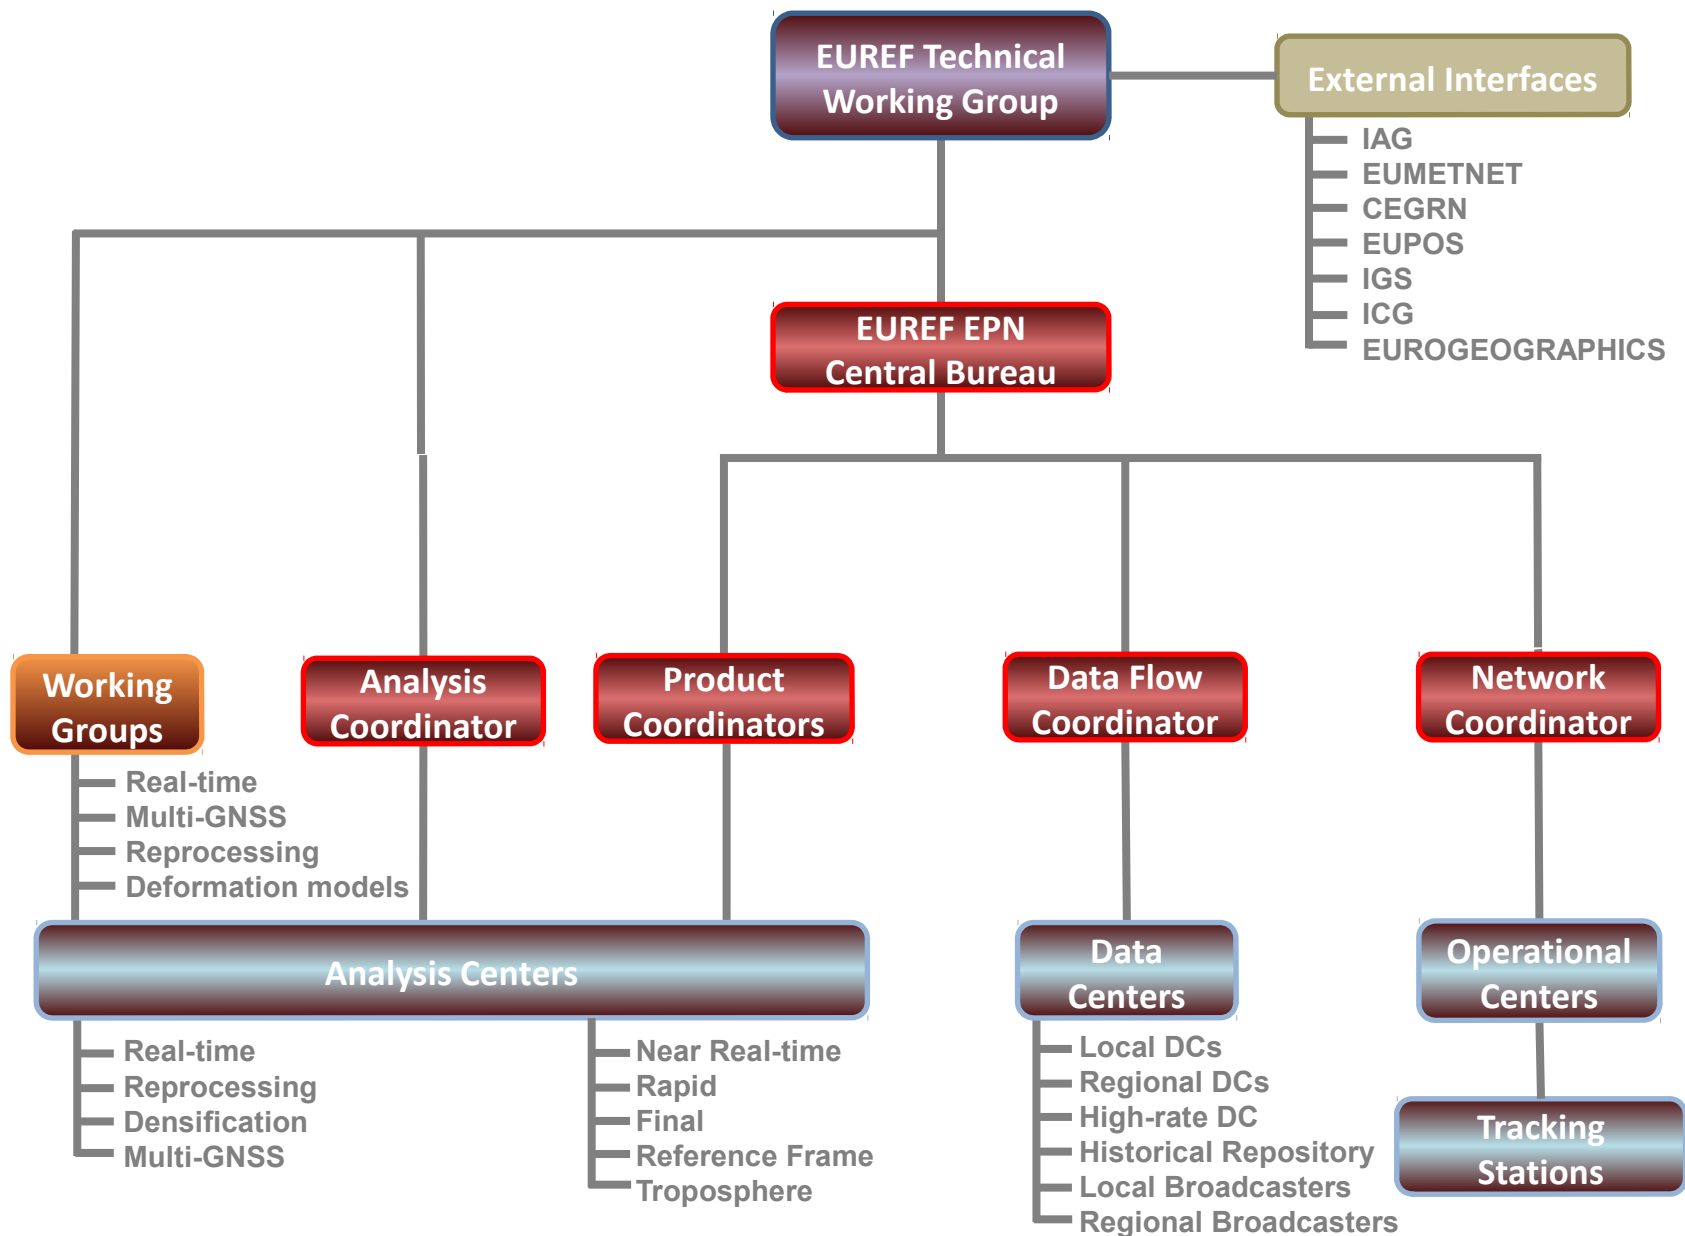 EUREF Technical
Working Group
External Interfaces
IAG
EUMETNET
CEGRN
EUPOS
IGS
ICG
EUROGEOGRAPHICS
EUREF EPN
Central Bureau
Working
Groups
Analysis
Coordinator
Product
Coordinators
Data Flow
Coordinator
Network
Coordinator
Real-time
Multi-GNSS
Reprocessing
Deformation models
Analysis Centers
Data
Centers
Operational
Centers
Real-time
Reprocessing
Densification
Multi-GNSS
Near Real-time
Rapid
Final
Reference Frame
Troposphere
Local DCs
Regional DCs
High-rate DC
Historical Repository
Local Broadcasters
Regional Broadcasters
Tracking
Stations